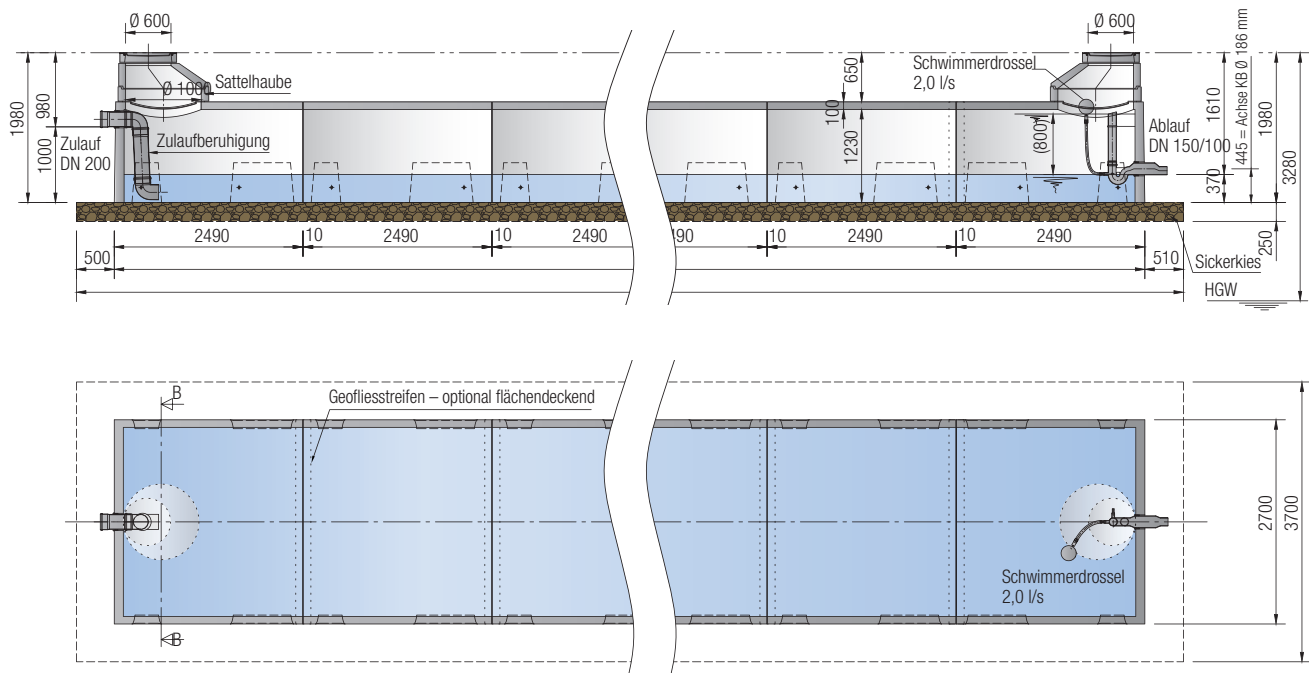 Ø 600
Ø 600
Sattelhaube
Ø 1000
Schwimmerdrossel
2,0 l/s
1980
980
1000
Zulauf
DN 200
Zulaufberuhigung
650
100
1230
(800)
Ablauf
DN 150/100
1610
370
445 = Achse KB Ø 186 mm
1980
3280
250
2490
10
2490
10
2490
10
2490
10
2490
500
510
Sickerkies
HGW
B
Geofliesstreifen – optional flächendeckend
2700
3700
Schwimmerdrossel
2,0 l/s
B